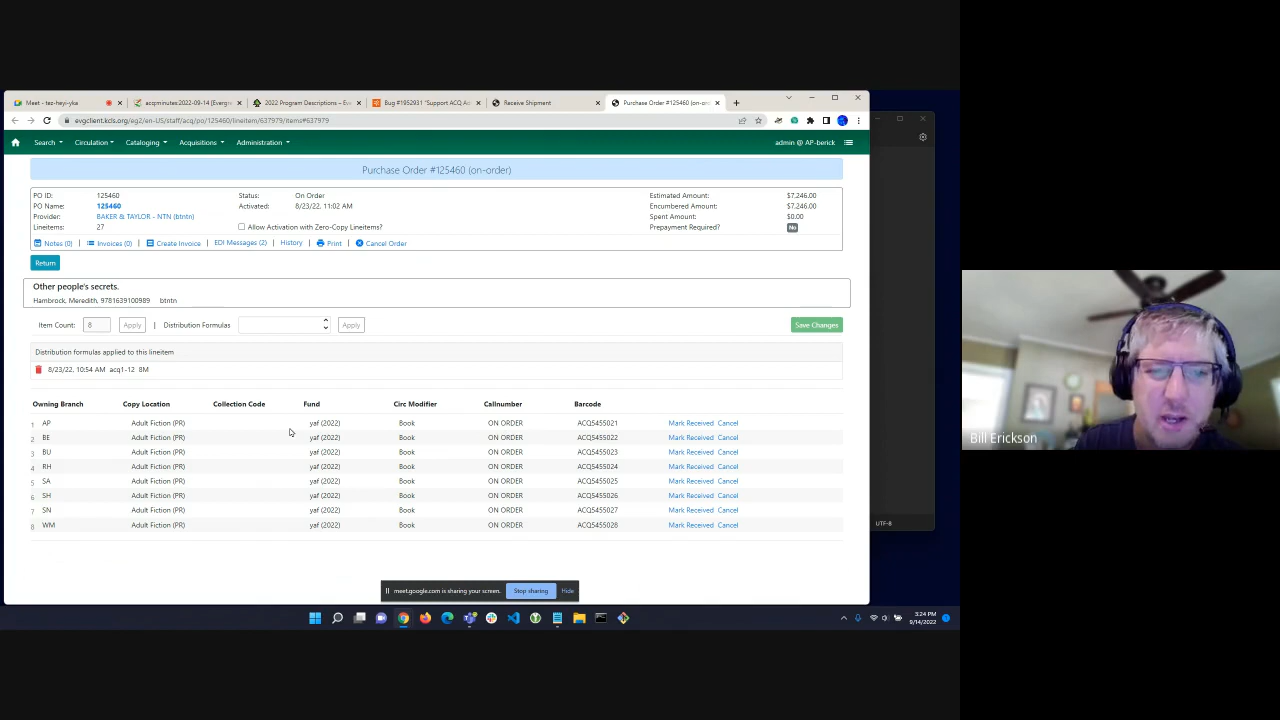 Meet - tez-heyi-yka
acq:minutes:2022-09-14 [Evergre
2022 Program Descriptions – Eve
Bug #1952931 "Support ACQ Ad
Receive Shipment
Purchase Order #125460 (on-ord
evgclient.kcls.org/eg2/en-US/staff/acq/po/125460/lineitem/637979/items#637979
Search Circulation Cataloging Acquisitions Administration admin @ AP-berick
Purchase Order #125460 (on-order)
PO ID: 125460 Status: On Order Estimated Amount: $7,246.00
PO Name: 125460 Activated: 8/23/22, 11:02 AM Encumbered Amount: $7,246.00
Provider: BAKER & TAYLOR - NTN (btntn) Spent Amount: $0.00
Lineitems: 27 Allow Activation with Zero-Copy Lineitems? Prepayment Required? No
Notes (0) Invoices (0) Create Invoice EDI Messages (2) History Print Cancel Order
Return
Other people's secrets.
Hambrock, Meredith, 9781639100989 btntn
Item Count: 8 Apply | Distribution Formulas Apply Save Changes
Distribution formulas applied to this lineitem
8/23/22, 10:54 AM acq1-12 8M
Owning Branch Copy Location Collection Code Fund Circ Modifier Callnumber Barcode
1 AP Adult Fiction (PR) yaf (2022) Book ON ORDER ACQ5455021 Mark Received Cancel
2 BE Adult Fiction (PR) yaf (2022) Book ON ORDER ACQ5455022 Mark Received Cancel
3 BU Adult Fiction (PR) yaf (2022) Book ON ORDER ACQ5455023 Mark Received Cancel
4 RH Adult Fiction (PR) yaf (2022) Book ON ORDER ACQ5455024 Mark Received Cancel
5 SA Adult Fiction (PR) yaf (2022) Book ON ORDER ACQ5455025 Mark Received Cancel
6 SH Adult Fiction (PR) yaf (2022) Book ON ORDER ACQ5455026 Mark Received Cancel
7 SN Adult Fiction (PR) yaf (2022) Book ON ORDER ACQ5455027 Mark Received Cancel
8 WM Adult Fiction (PR) yaf (2022) Book ON ORDER ACQ5455028 Mark Received Cancel
UTF-8
meet.google.com is sharing your screen. Stop sharing Hide
3:24 PM
9/14/2022
Bill Erickson